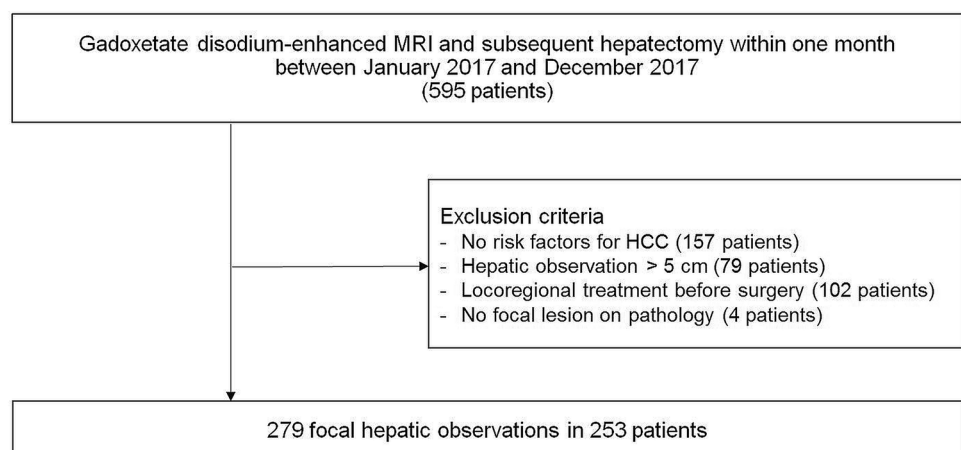 Gadoxetate disodium-enhanced MRI and subsequent hepatectomy within one month
between January 2017 and December 2017
(595 patients)
Exclusion criteria
- No risk factors for HCC (157 patients)
- Hepatic observation > 5 cm (79 patients)
- Locoregional treatment before surgery (102 patients)
- No focal lesion on pathology (4 patients)
279 focal hepatic observations in 253 patients